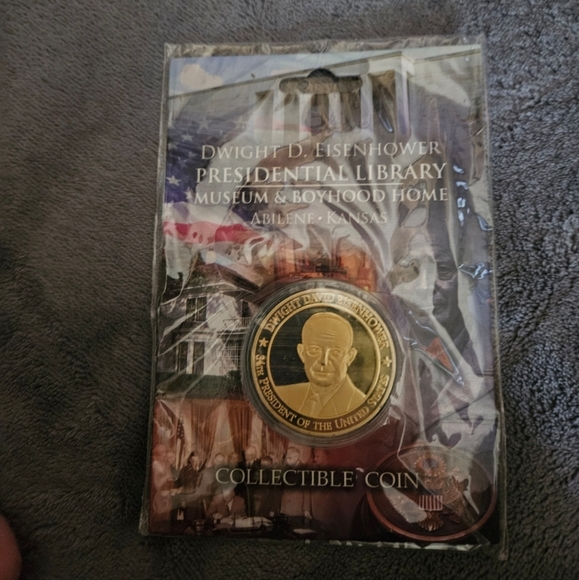 DWIGHT D. EISENHOWER
PRESIDENTIAL LIBRARY
MUSEUM & BOYHOOD HOME
ABILENE • KANSAS
★ DWIGHT DAVID EISENHOWER ★
34TH PRESIDENT OF THE UNITED STATES
COLLECTIBLE COIN